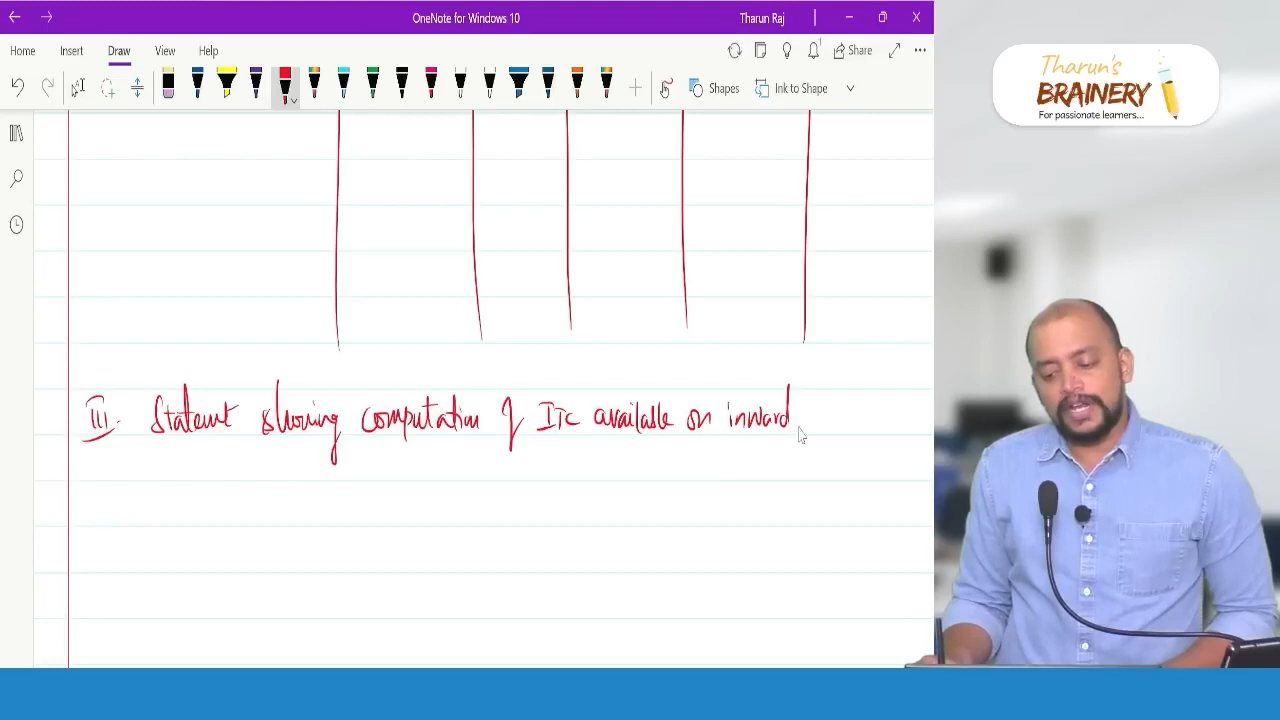 OneNote for Windows 10
Tharun Raj
Home Insert Draw View Help
Share
Shapes
Ink to Shape
Tharun's
BRAINERY
For passionate learners...
III. Statement showing computation of ITC available on inward